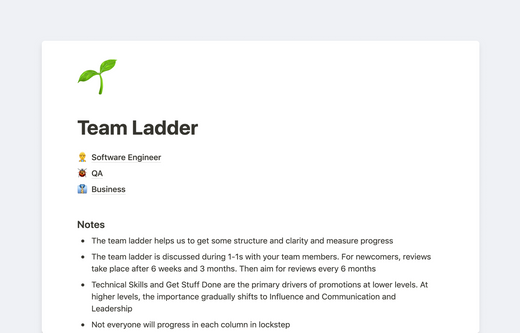 Team Ladder
Software Engineer
QA
Business
Notes
The team ladder helps us to get some structure and clarity and measure progress
The team ladder is discussed during 1-1s with your team members. For newcomers, reviews
take place after 6 weeks and 3 months. Then aim for reviews every 6 months
Technical Skills and Get Stuff Done are the primary drivers of promotions at lower levels. At
higher levels, the importance gradually shifts to Influence and Communication and
Leadership
Not everyone will progress in each column in lockstep